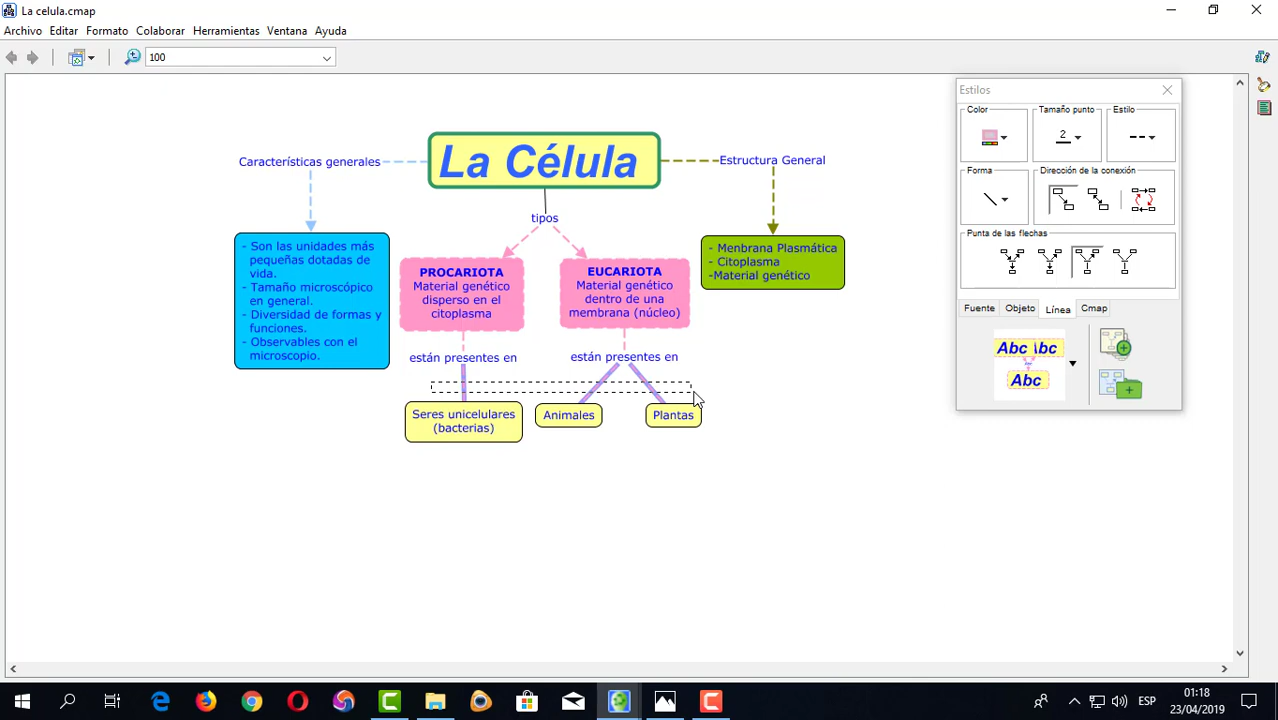 La celula.cmap
Archivo Editar Formato Colaborar Herramientas Ventana Ayuda
100
Estilos
Color
Tamaño punto
Estilo
2
Forma
Dirección de la conexión
Punta de las flechas
Fuente Objeto Línea Cmap
Abc Abc
Abc
La Célula
Características generales
Estructura General
tipos
- Son las unidades más
pequeñas dotadas de
vida.
- Tamaño microscópico
en general.
- Diversidad de formas y
funciones.
- Observables con el
microscopio.
PROCARIOTA
Material genético
disperso en el
citoplasma
EUCARIOTA
Material genético
dentro de una
membrana (núcleo)
- Menbrana Plasmática
- Citoplasma
-Material genético
están presentes en
están presentes en
Seres unicelulares
(bacterias)
Animales
Plantas
ESP
01:18
23/04/2019